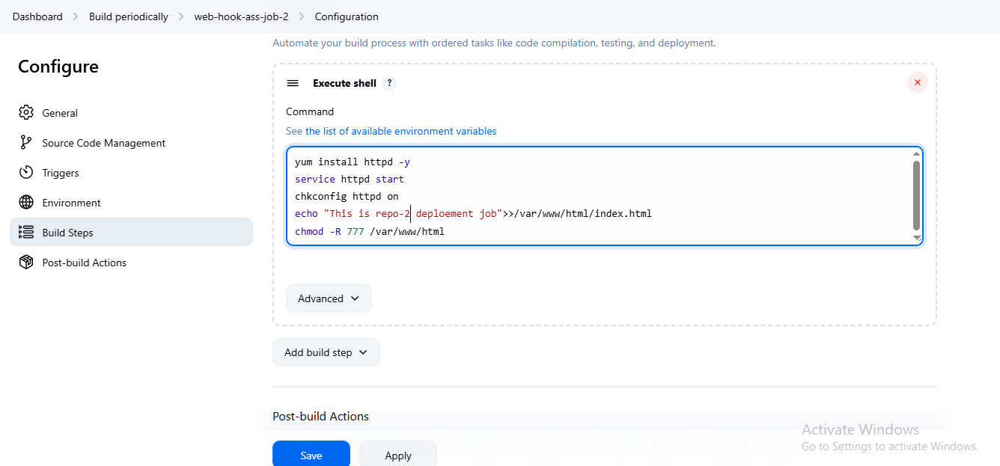 Dashboard > Build periodically > web-hook-ass-job-2 > Configuration
Automate your build process with ordered tasks like code compilation, testing, and deployment.
Configure
General
Source Code Management
Triggers
Environment
Build Steps
Post-build Actions
Execute shell ?
Command
See the list of available environment variables
yum install httpd -y
service httpd start
chkconfig httpd on
echo "This is repo-2 deploement job">>/var/www/html/index.html
chmod -R 777 /var/www/html
Advanced
Add build step
Post-build Actions
Save
Apply
Activate Windows
Go to Settings to activate Windows.